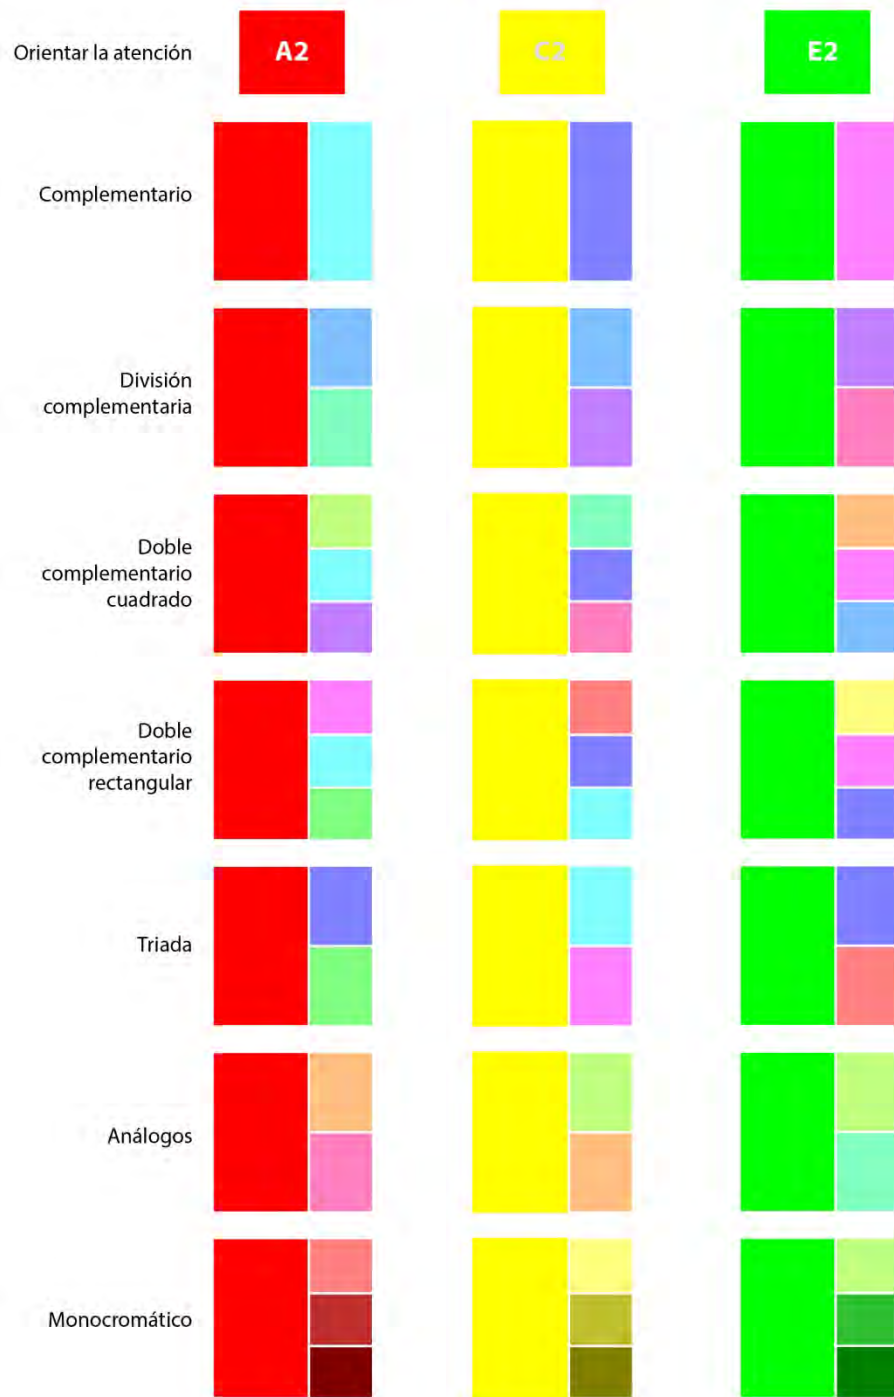 Orientar la atención
A2
C2
E2
Complementario
División
complementaria
Doble
complementario
cuadrado
Doble
complementario
rectangular
Triada
Análogos
Monocromático